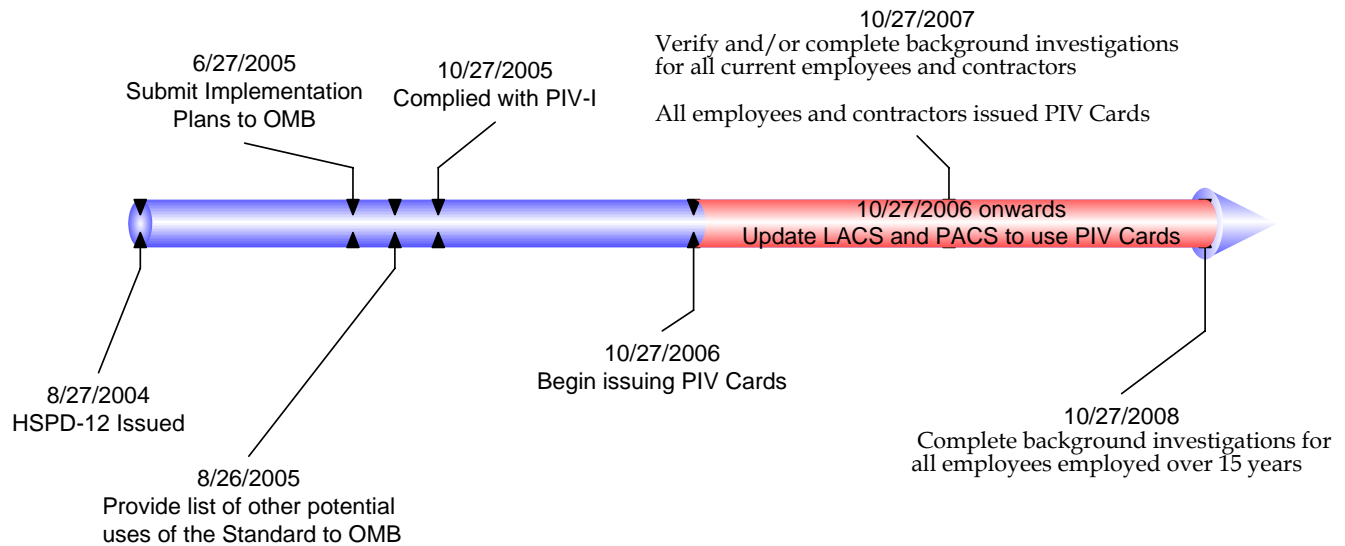 10/27/2007
Verify and/or complete background investigations
for all current employees and contractors
All employees and contractors issued PIV Cards
6/27/2005
Submit Implementation
Plans to OMB
10/27/2005
Complied with PIV-I
10/27/2006 onwards
Update LACS and PACS to use PIV Cards
8/27/2004
HSPD-12 Issued
8/26/2005
Provide list of other potential
uses of the Standard to OMB
10/27/2006
Begin issuing PIV Cards
10/27/2008
Complete background investigations for
all employees employed over 15 years